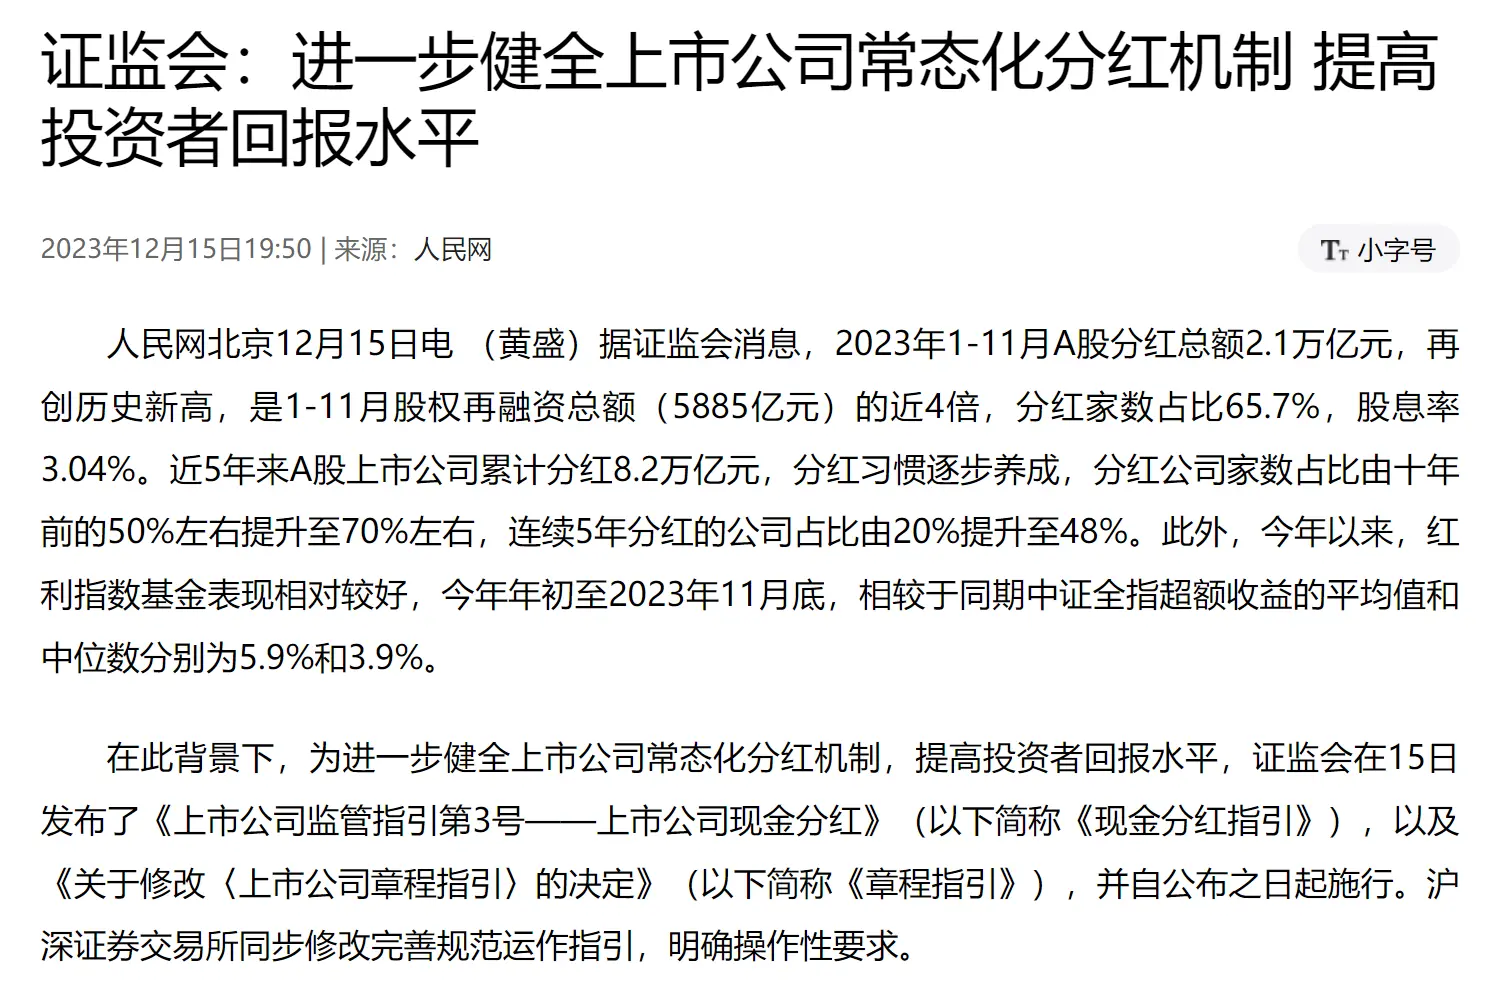 证监会：进一步健全上市公司常态化分红机制 提高
投资者回报水平
2023年12月15日19:50 | 来源：人民网
小字号
人民网北京12月15日电 （黄盛）据证监会消息，2023年1-11月A股分红总额2.1万亿元，再
创历史新高，是1-11月股权再融资总额（5885亿元）的近4倍，分红家数占比65.7%，股息率
3.04%。近5年来A股上市公司累计分红8.2万亿元，分红习惯逐步养成，分红公司家数占比由十年
前的50%左右提升至70%左右，连续5年分红的公司占比由20%提升至48%。此外，今年以来，红
利指数基金表现相对较好，今年年初至2023年11月底，相较于同期中证全指超额收益的平均值和
中位数分别为5.9%和3.9%。
在此背景下，为进一步健全上市公司常态化分红机制，提高投资者回报水平，证监会在15日
发布了《上市公司监管指引第3号——上市公司现金分红》（以下简称《现金分红指引》），以及
《关于修改〈上市公司章程指引〉的决定》（以下简称《章程指引》），并自公布之日起施行。沪
深证券交易所同步修改完善规范运作指引，明确操作性要求。